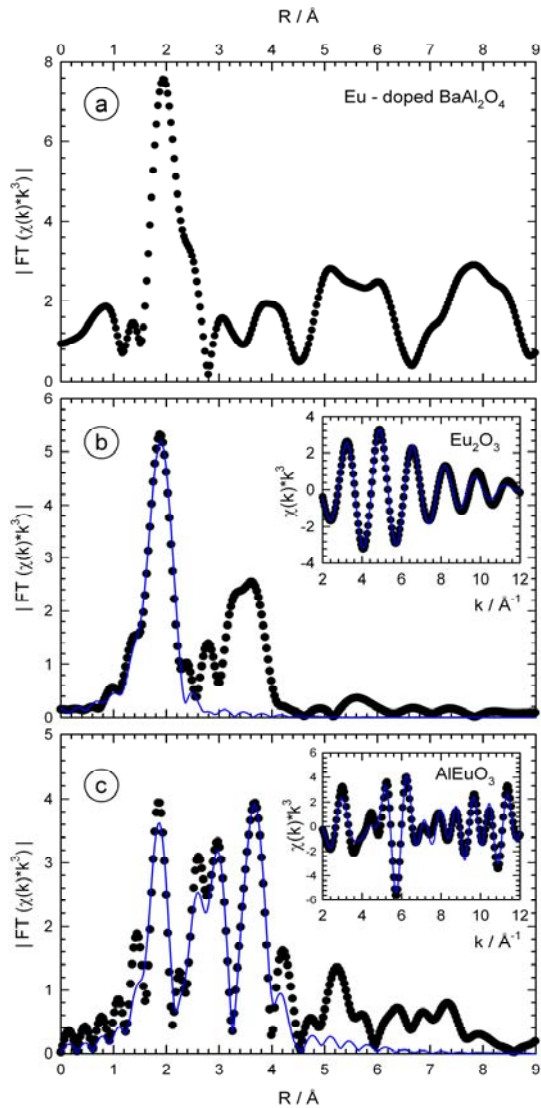 R / Å
0 1 2 3 4 5 6 7 8 9
a
Eu - doped BaAl₂O₄
| FT (χ(k)*k³) |
8
6
4
2
0
b
Eu₂O₃
| FT (χ(k)*k³) |
6
5
4
3
2
1
0
χ(k)*k³
4
2
0
-2
-4
2 4 6 8 10 12
k / Å⁻¹
c
AlEuO₃
| FT (χ(k)*k³) |
5
4
3
2
1
0
χ(k)*k³
6
4
2
0
-2
-4
-6
2 4 6 8 10 12
k / Å⁻¹
0 1 2 3 4 5 6 7 8 9
R / Å